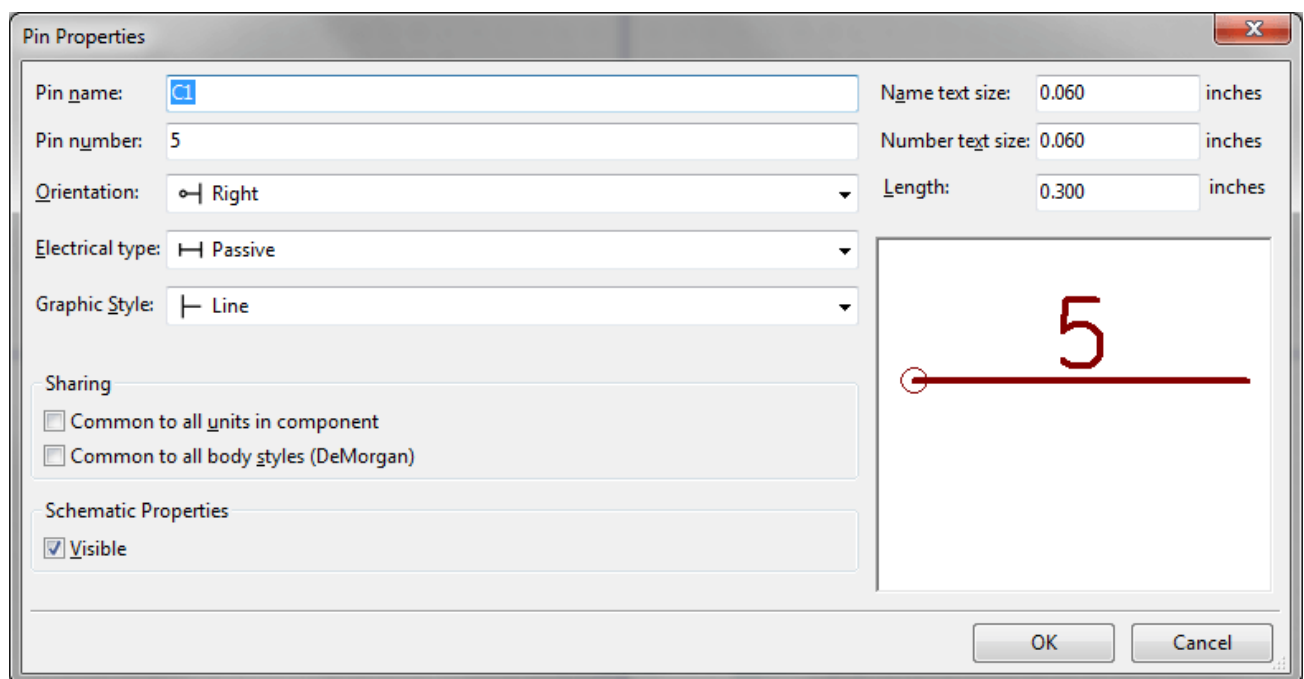 Pin Properties
Pin name: C1
Name text size: 0.060 inches
Pin number: 5
Number text size: 0.060 inches
Orientation: Right
Length: 0.300 inches
Electrical type: Passive
Graphic Style: Line
5
Sharing
Common to all units in component
Common to all body styles (DeMorgan)
Schematic Properties
Visible
OK
Cancel